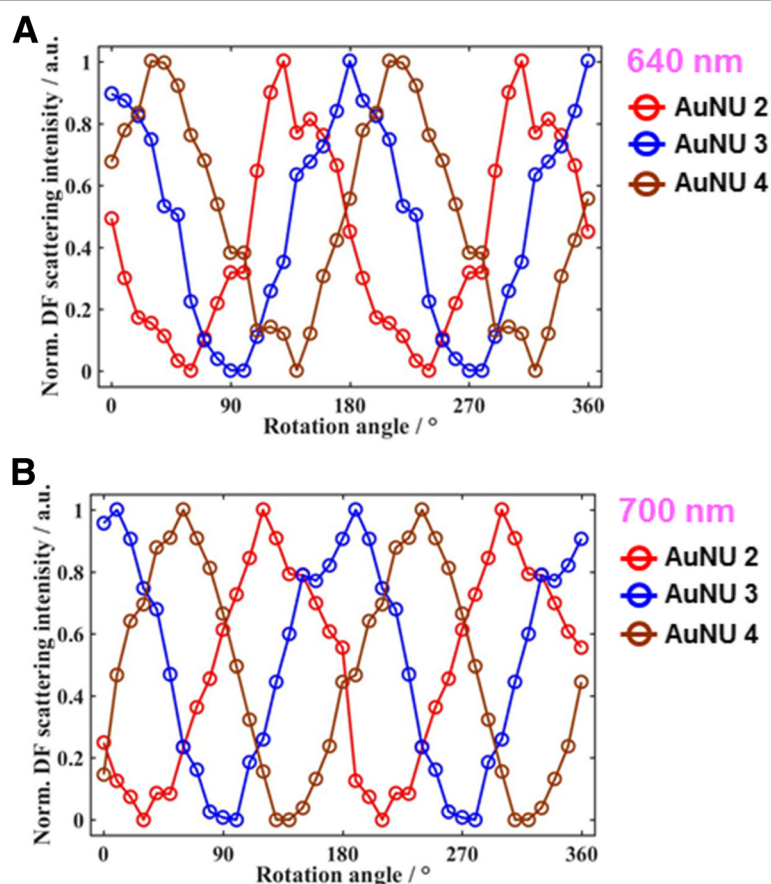 A
640 nm
AuNU 2
AuNU 3
AuNU 4
Norm. DF scattering intenisity / a.u.
1
0.8
0.6
0.4
0.2
0
0 90 180 270 360
Rotation angle / °
B
700 nm
AuNU 2
AuNU 3
AuNU 4
Norm. DF scattering intenisity / a.u.
1
0.8
0.6
0.4
0.2
0
0 90 180 270 360
Rotation angle / °